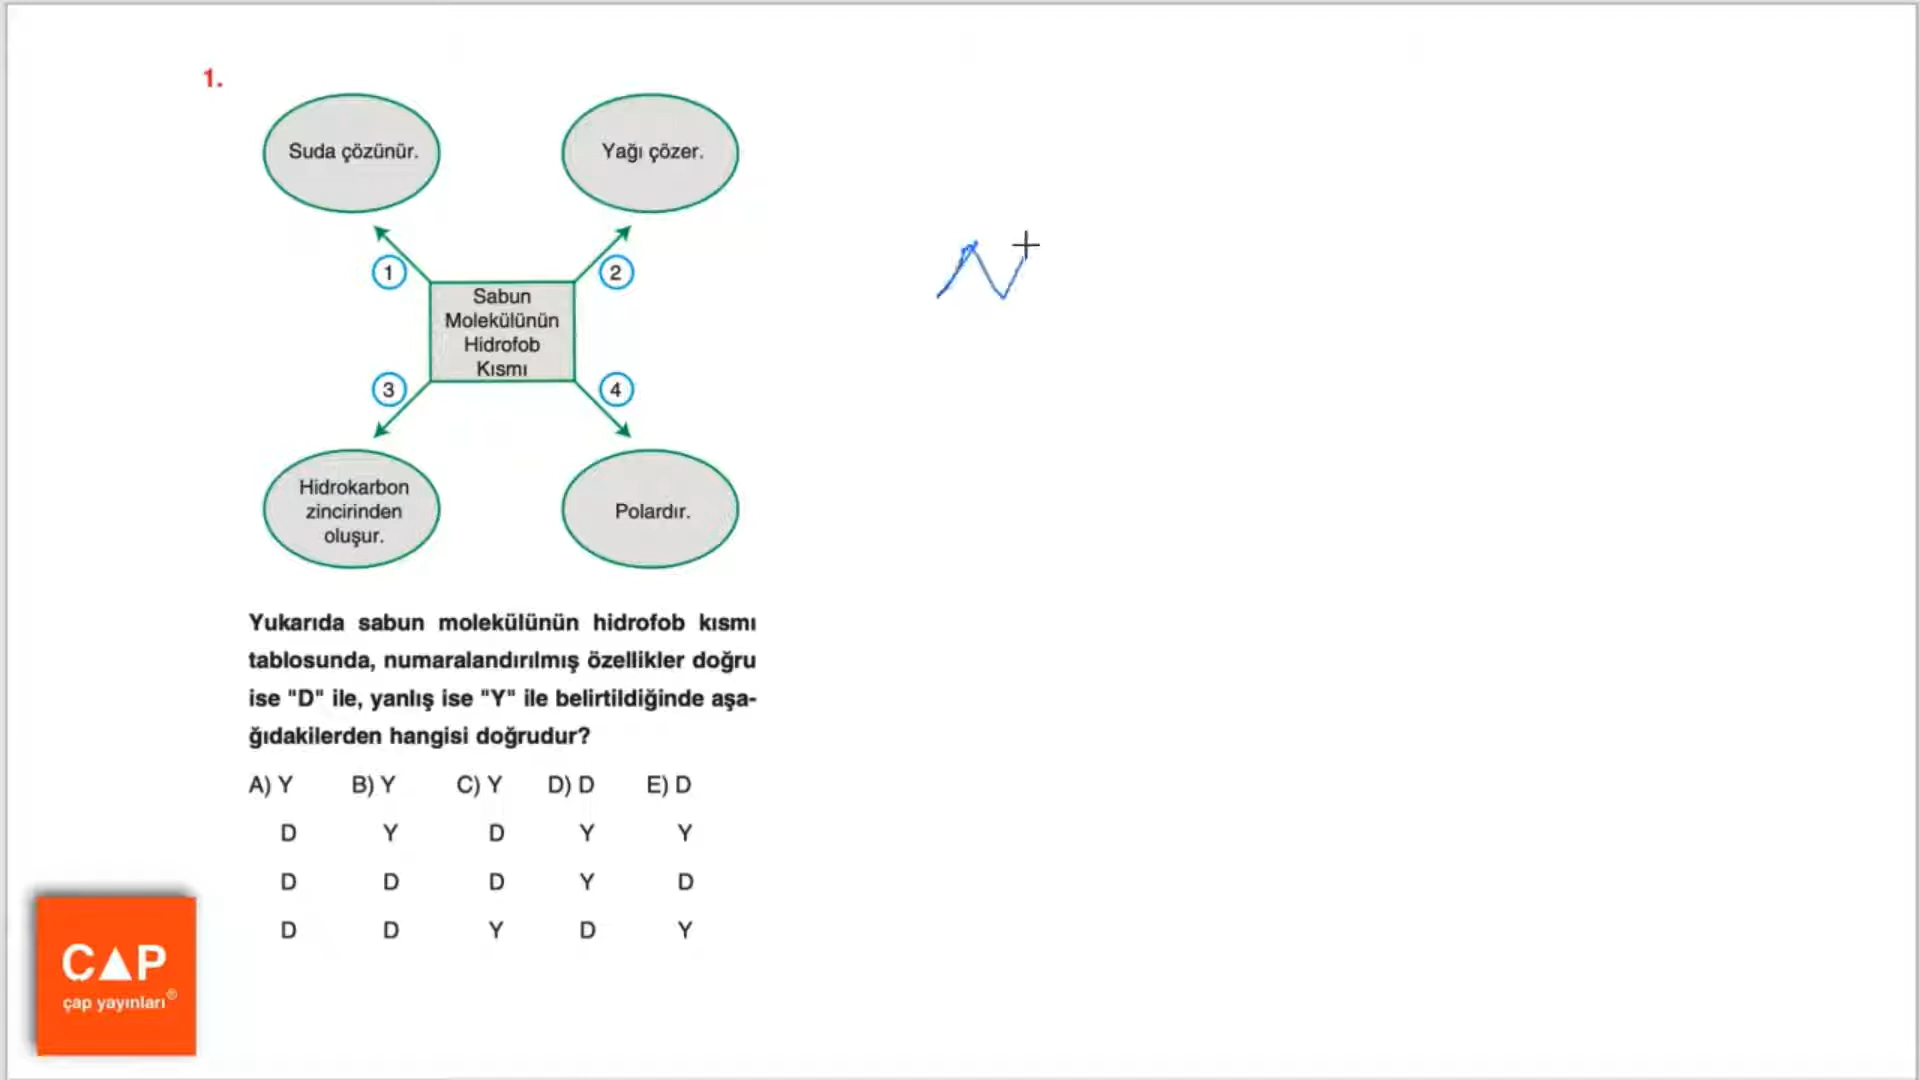 1.
Suda çözünür.
Yağı çözer.
1
2
Sabun
Molekülünün
Hidrofob
Kısmı
3
4
Hidrokarbon
zincirinden
oluşur.
Polardır.
Yukarıda sabun molekülünün hidrofob kısmı
tablosunda, numaralandırılmış özellikler doğru
ise "D" ile, yanlış ise "Y" ile belirtildiğinde aşa-
ğıdakilerden hangisi doğrudur?
A) Y B) Y C) Y D) D E) D
D Y D Y Y
D D D Y D
D D Y D Y
CAP
çap yayınları®